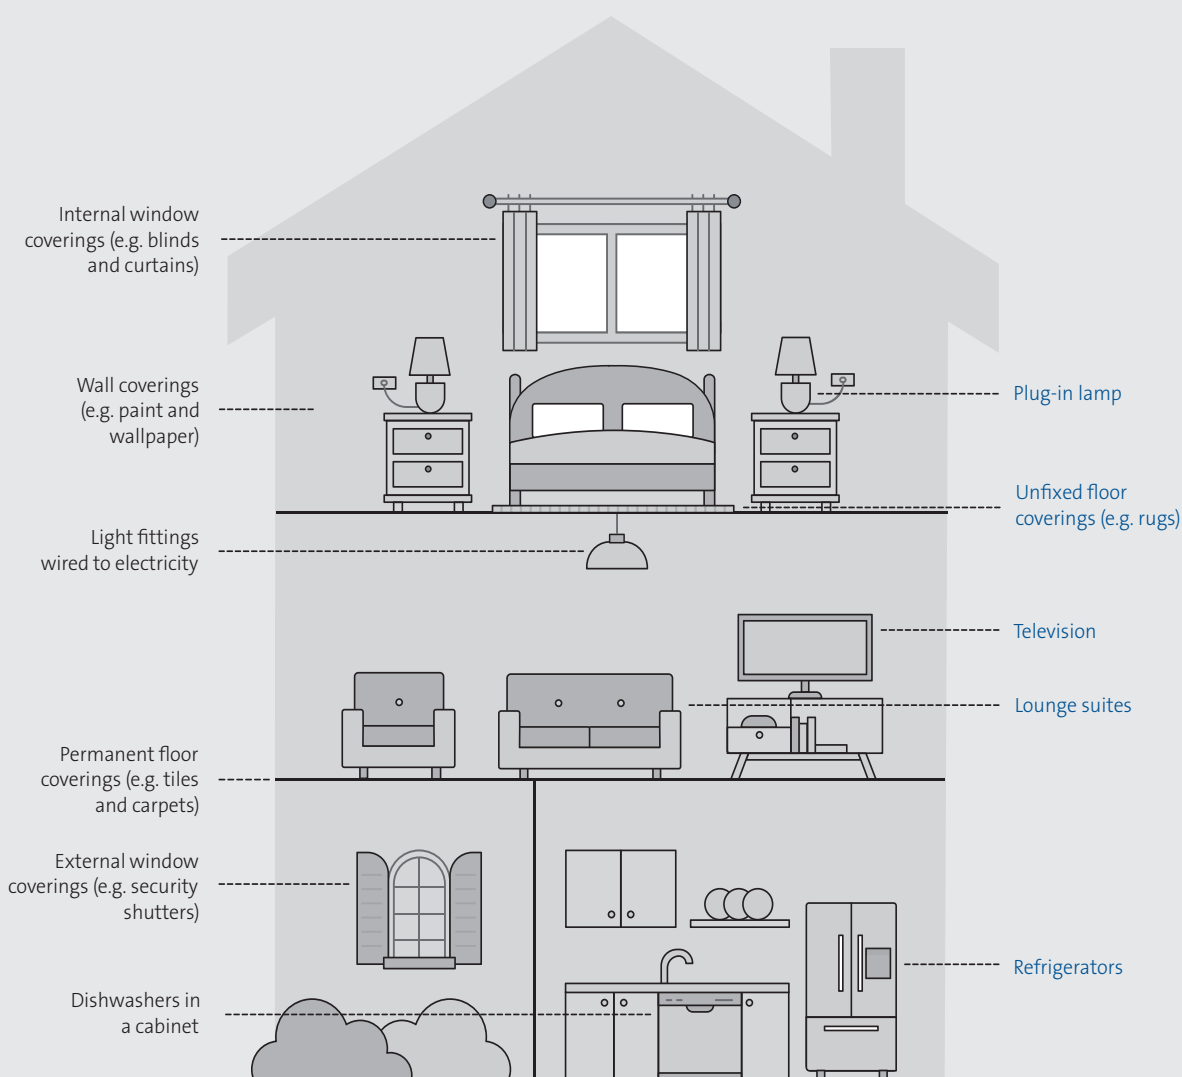 Internal window
coverings (e.g. blinds
and curtains)
Wall coverings
(e.g. paint and
wallpaper)
Plug-in lamp
Unfixed floor
coverings (e.g. rugs)
Light fittings
wired to electricity
Television
Lounge suites
Permanent floor
coverings (e.g. tiles
and carpets)
External window
coverings (e.g. security
shutters)
Refrigerators
Dishwashers in
a cabinet